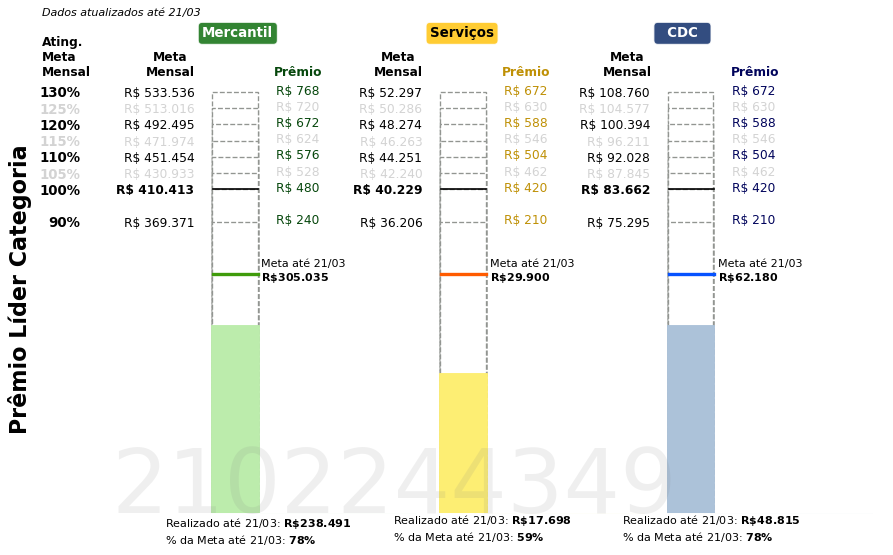 Dados atualizados até 21/03
Mercantil Serviços CDC
Ating.
Meta
Mensal
Meta
Mensal
Prêmio
Meta
Mensal
Prêmio
Meta
Mensal
Prêmio
130% R$ 533.536 R$ 768 R$ 52.297 R$ 672 R$ 108.760 R$ 672
125% R$ 513.016 R$ 720 R$ 50.286 R$ 630 R$ 104.577 R$ 630
120% R$ 492.495 R$ 672 R$ 48.274 R$ 588 R$ 100.394 R$ 588
115% R$ 471.974 R$ 624 R$ 46.263 R$ 546 R$ 96.211 R$ 546
110% R$ 451.454 R$ 576 R$ 44.251 R$ 504 R$ 92.028 R$ 504
105% R$ 430.933 R$ 528 R$ 42.240 R$ 462 R$ 87.845 R$ 462
100% R$ 410.413 R$ 480 R$ 40.229 R$ 420 R$ 83.662 R$ 420
90% R$ 369.371 R$ 240 R$ 36.206 R$ 210 R$ 75.295 R$ 210
Meta até 21/03
R$305.035
Meta até 21/03
R$29.900
Meta até 21/03
R$62.180
Prêmio Líder Categoria
2102244349
Realizado até 21/03: R$238.491
% da Meta até 21/03: 78%
Realizado até 21/03: R$17.698
% da Meta até 21/03: 59%
Realizado até 21/03: R$48.815
% da Meta até 21/03: 78%